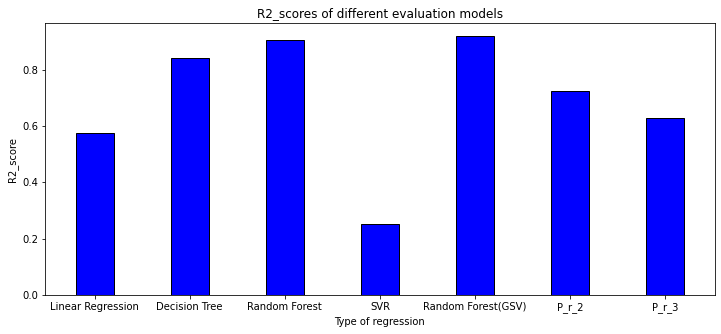 R2_scores of different evaluation models
R2_score
0.8
0.6
0.4
0.2
0.0
Linear Regression
Decision Tree
Random Forest
SVR
Random Forest(GSV)
P_r_2
P_r_3
Type of regression